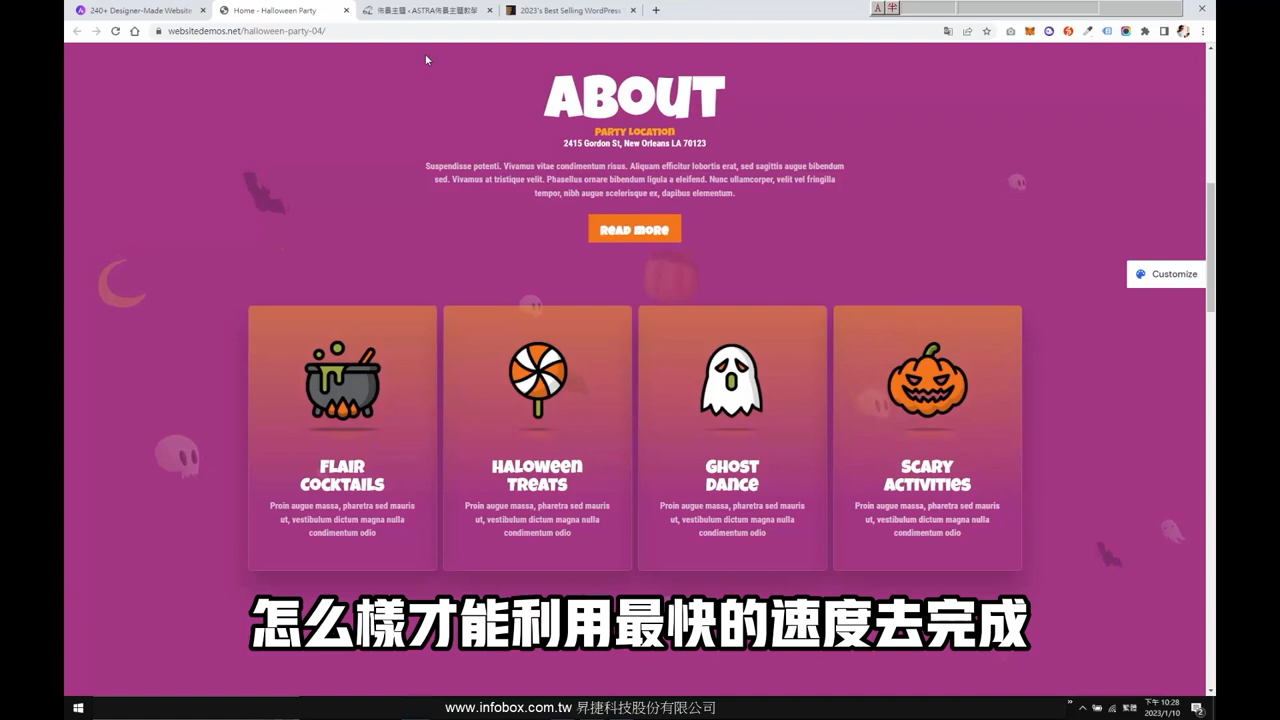 240+ Designer-Made Website
Home - Halloween Party
佈景主題 ‹ ASTRA佈景主題教學
2023's Best Selling WordPress
A 半
websitedemos.net/halloween-party-04/
ABOUT
PARTY LOCATION
2415 Gordon St, New Orleans LA 70123
Suspendisse potenti. Vivamus vitae condimentum risus. Aliquam efficitur lobortis erat, sed sagittis augue bibendum
sed. Vivamus at tristique velit. Phasellus ornare bibendum ligula a eleifend. Nunc ullamcorper, velit vel fringilla
tempor, nibh augue scelerisque ex, dapibus elementum.
Read more
Customize
Flair
Cocktails
Proin augue massa, pharetra sed mauris
ut, vestibulum dictum magna nulla
condimentum odio
Haloween
Treats
Proin augue massa, pharetra sed mauris
ut, vestibulum dictum magna nulla
condimentum odio
Ghost
Dance
Proin augue massa, pharetra sed mauris
ut, vestibulum dictum magna nulla
condimentum odio
Scary
Activities
Proin augue massa, pharetra sed mauris
ut, vestibulum dictum magna nulla
condimentum odio
怎么樣才能利用最快的速度去完成
www.infobox.com.tw 昇捷科技股份有限公司
繁體
下午 10:28
2023/1/10
2